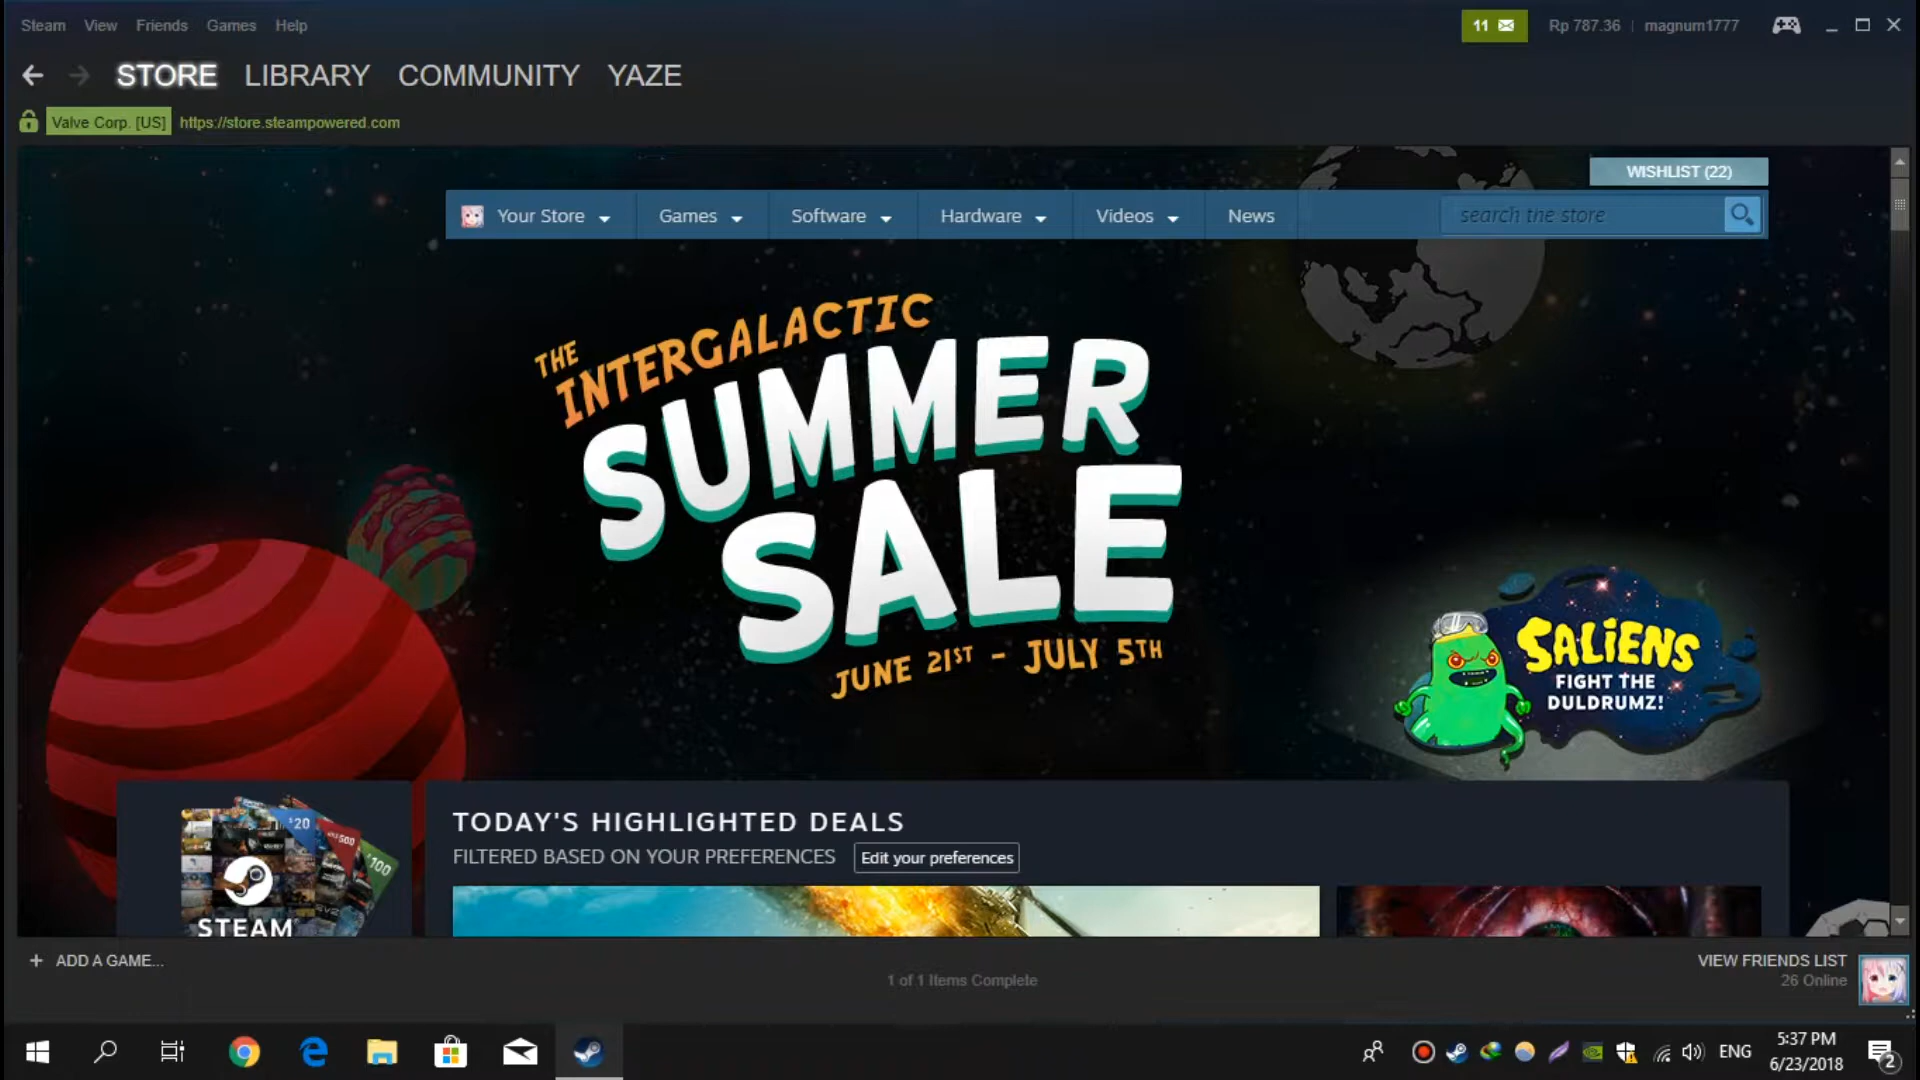 Steam View Friends Games Help
11 Rp 787.36 | magnum1777
STORE LIBRARY COMMUNITY YAZE
Valve Corp. [US] https://store.steampowered.com
WISHLIST (22)
Your Store Games Software Hardware Videos News search the store
THE
INTERGALACTIC
SUMMER
SALE
JUNE 21ST - JULY 5TH
SALIENS
FIGHT THE
DULDRUMZ!
$20
500
$100
STEAM
TODAY'S HIGHLIGHTED DEALS
FILTERED BASED ON YOUR PREFERENCES Edit your preferences
+ ADD A GAME...
1 of 1 Items Complete
VIEW FRIENDS LIST
26 Online
ENG
5:37 PM
6/23/2018
2